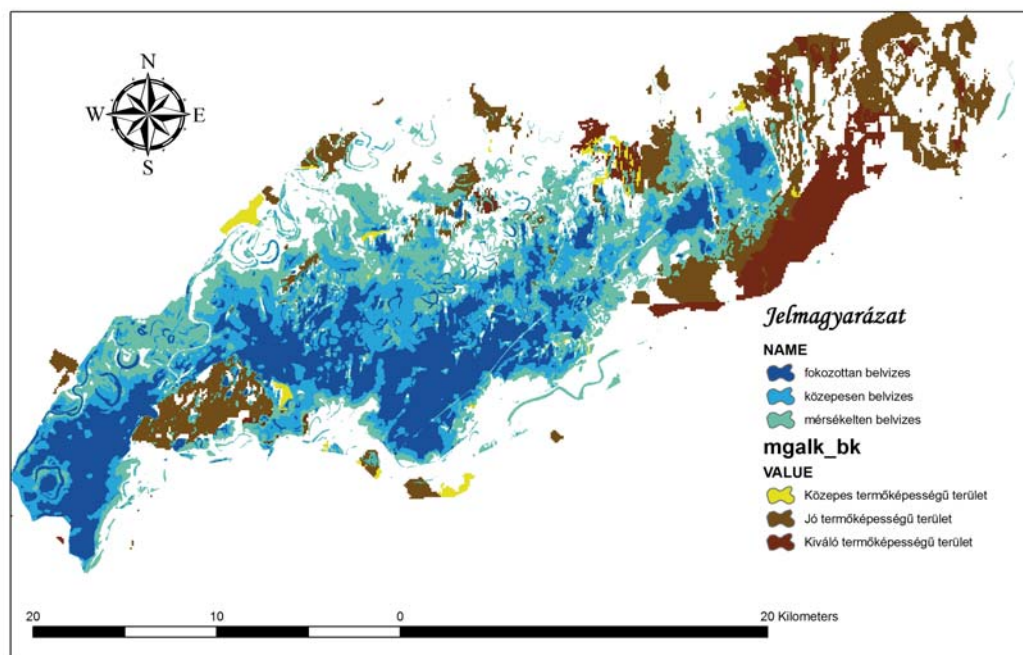 N
W E
S
Jelmagyarázat
NAME
fokozottan belvizes
közepesen belvizes
mérsékelten belvizes
mgalk_bk
VALUE
Közepes termőképességű terület
Jó termőképességű terület
Kiváló termőképességű terület
20 10 0 20 Kilometers